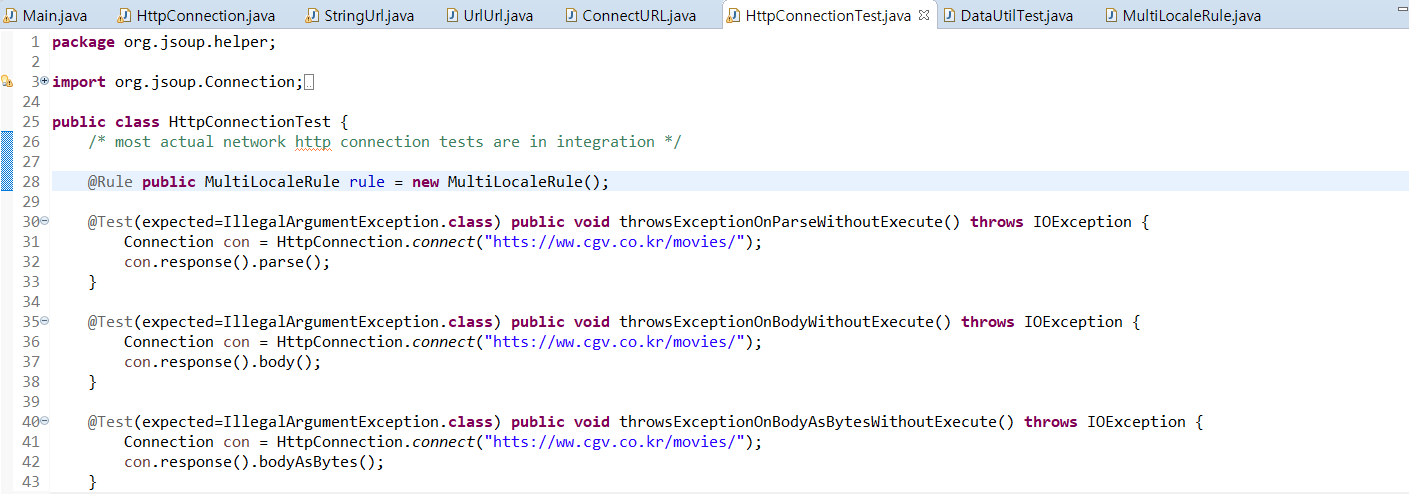 Main.java HttpConnection.java StringUrl.java UrlUrl.java ConnectURL.java HttpConnectionTest.java DataUtilTest.java MultiLocaleRule.java
1 package org.jsoup.helper;
2
3 import org.jsoup.Connection;
24
25 public class HttpConnectionTest {
26 /* most actual network http connection tests are in integration */
27
28 @Rule public MultiLocaleRule rule = new MultiLocaleRule();
29
30 @Test(expected=IllegalArgumentException.class) public void throwsExceptionOnParseWithoutExecute() throws IOException {
31 Connection con = HttpConnection.connect("htts://ww.cgv.co.kr/movies/");
32 con.response().parse();
33 }
34
35 @Test(expected=IllegalArgumentException.class) public void throwsExceptionOnBodyWithoutExecute() throws IOException {
36 Connection con = HttpConnection.connect("htts://ww.cgv.co.kr/movies/");
37 con.response().body();
38 }
39
40 @Test(expected=IllegalArgumentException.class) public void throwsExceptionOnBodyAsBytesWithoutExecute() throws IOException {
41 Connection con = HttpConnection.connect("htts://ww.cgv.co.kr/movies/");
42 con.response().bodyAsBytes();
43 }